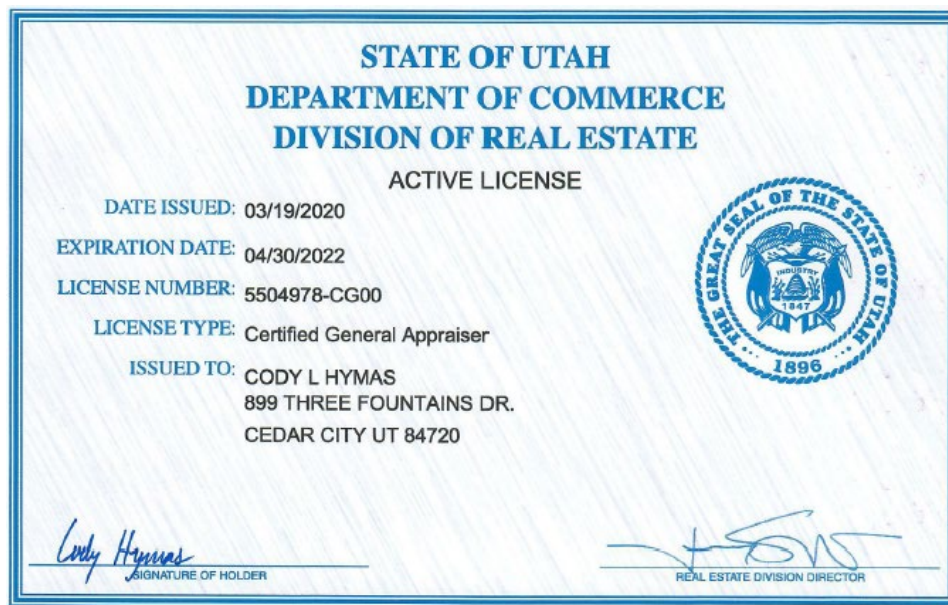 STATE OF UTAH
DEPARTMENT OF COMMERCE
DIVISION OF REAL ESTATE
ACTIVE LICENSE
DATE ISSUED: 03/19/2020
EXPIRATION DATE: 04/30/2022
LICENSE NUMBER: 5504978-CG00
LICENSE TYPE: Certified General Appraiser
ISSUED TO: CODY L HYMAS
899 THREE FOUNTAINS DR.
CEDAR CITY UT 84720
THE GREAT SEAL OF THE STATE OF UTAH
INDUSTRY
1847
1896
Cody Hymas
SIGNATURE OF HOLDER
REAL ESTATE DIVISION DIRECTOR